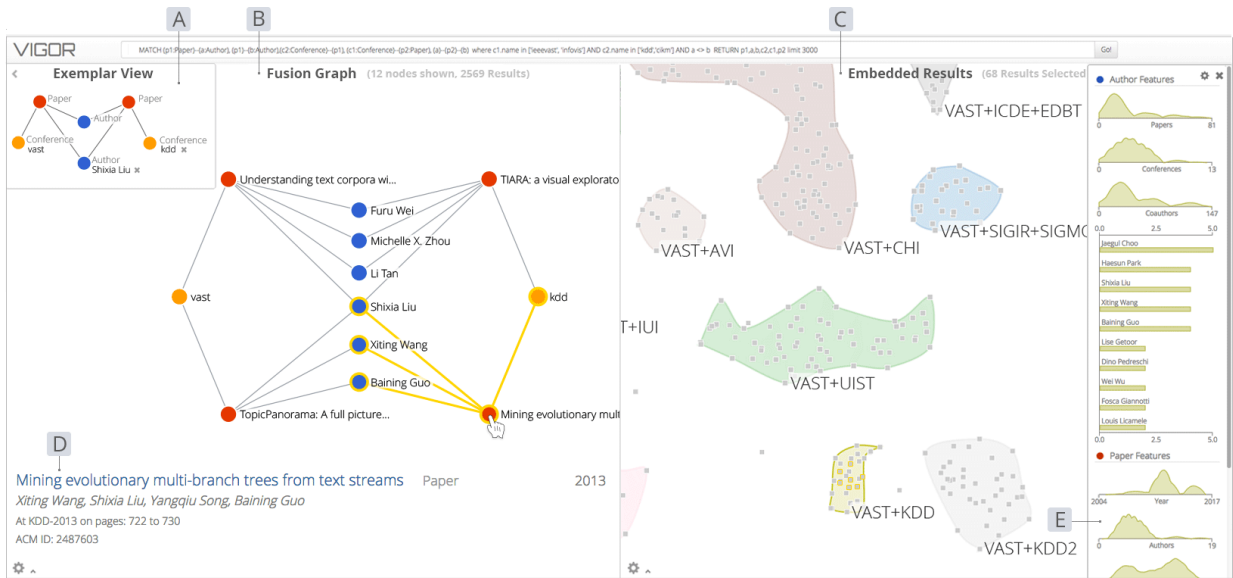 A
B
C
VIGOR
MATCH (p1:Paper)-(a:Author), (p1)-(b:Author),(c2:Conference)-(p1), (c1:Conference)-(p2:Paper), (a)-(p2)-(b) where c1.name in ['ieeevast', 'infovis'] AND c2.name in ['kdd','cikm'] AND a <> b RETURN p1,a,b,c2,c1,p2 limit 3000
Go!
Exemplar View
Paper
Paper
Author
Conference
vast
Conference
kdd
Author
Shixia Liu
Fusion Graph (12 nodes shown, 2569 Results)
Understanding text corpora wi...
TIARA: a visual explorato
Furu Wei
Michelle X. Zhou
Li Tan
vast
kdd
Shixia Liu
Xiting Wang
Baining Guo
TopicPanorama: A full picture...
Mining evolutionary mult
D
Mining evolutionary multi-branch trees from text streams Paper 2013
Xiting Wang, Shixia Liu, Yangqiu Song, Baining Guo
At KDD-2013 on pages: 722 to 730
ACM ID: 2487603
Embedded Results (68 Results Selected
VAST+ICDE+EDBT
VAST+AVI
VAST+CHI
VAST+SIGIR+SIGMO
T+IUI
VAST+UIST
VAST+KDD
VAST+KDD2
Author Features
0 Papers 81
0 Conferences 13
0 Coauthors 147
0.0 2.5 5.0
Jaegul Choo
Haesun Park
Shixia Liu
Xiting Wang
Baining Guo
Lise Getoor
Dino Pedreschi
Wei Wu
Fosca Giannotti
Louis Licamele
0.0 2.5 5.0
Paper Features
2004 Year 2017
E
0 Authors 19